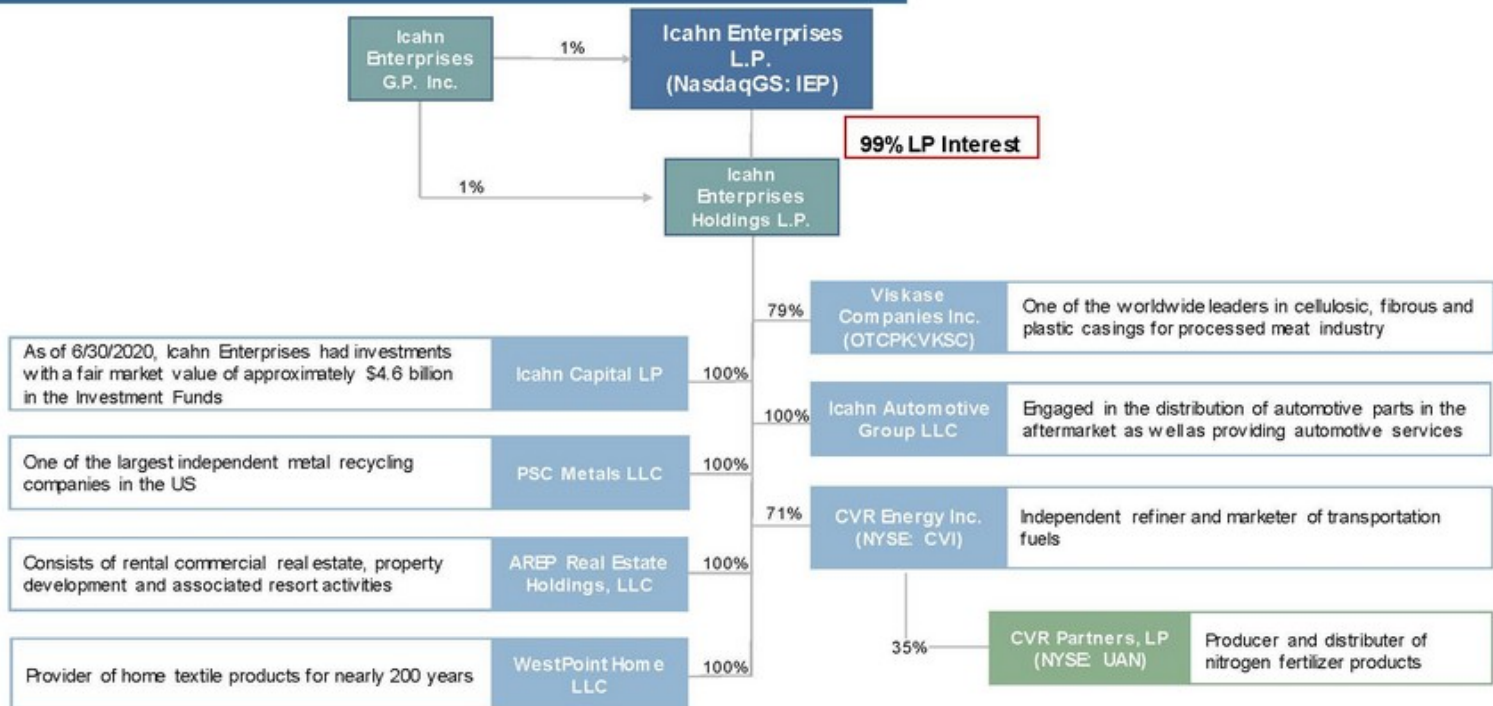 Icahn
Enterprises
G.P. Inc.
1%
Icahn Enterprises
L.P.
(NasdaqGS: IEP)
99% LP Interest
1%
Icahn
Enterprises
Holdings L.P.
As of 6/30/2020, Icahn Enterprises had investments
with a fair market value of approximately $4.6 billion
in the Investment Funds
Icahn Capital LP
100%
One of the largest independent metal recycling
companies in the US
PSC Metals LLC
100%
Consists of rental commercial real estate, property
development and associated resort activities
AREP Real Estate
Holdings, LLC
100%
Provider of home textile products for nearly 200 years
WestPoint Home
LLC
100%
79%
Viskase
Companies Inc.
(OTCPK:VKSC)
One of the worldwide leaders in cellulosic, fibrous and
plastic casings for processed meat industry
100%
Icahn Automotive
Group LLC
Engaged in the distribution of automotive parts in the
aftermarket as well as providing automotive services
71%
CVR Energy Inc.
(NYSE: CVI)
Independent refiner and marketer of transportation
fuels
35%
CVR Partners, LP
(NYSE: UAN)
Producer and distributer of
nitrogen fertilizer products